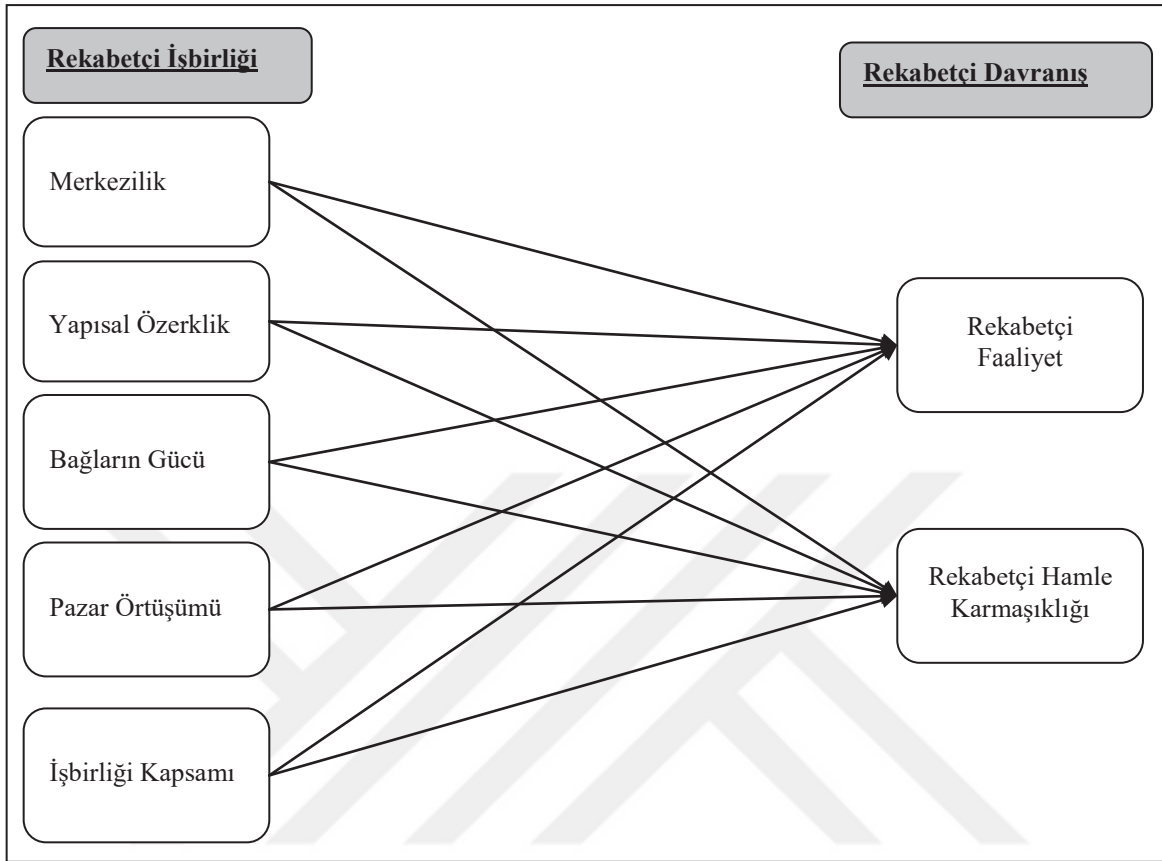 Rekabetçi İşbirliği
Rekabetçi Davranış
Merkezilik
Yapısal Özerklik
Bağların Gücü
Pazar Örtüşümü
İşbirliği Kapsamı
Rekabetçi
Faaliyet
Rekabetçi Hamle
Karmaşıklığı